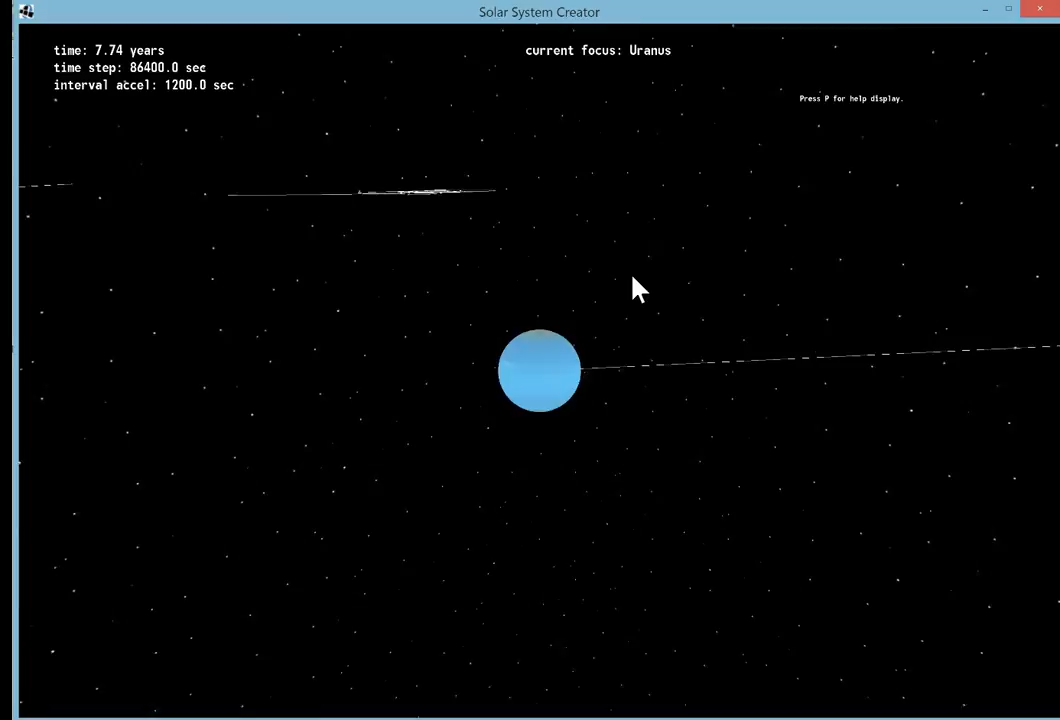 Solar System Creator
time: 7.74 years
current focus: Uranus
time step: 86400.0 sec
interval accel: 1200.0 sec
Press P for help display.